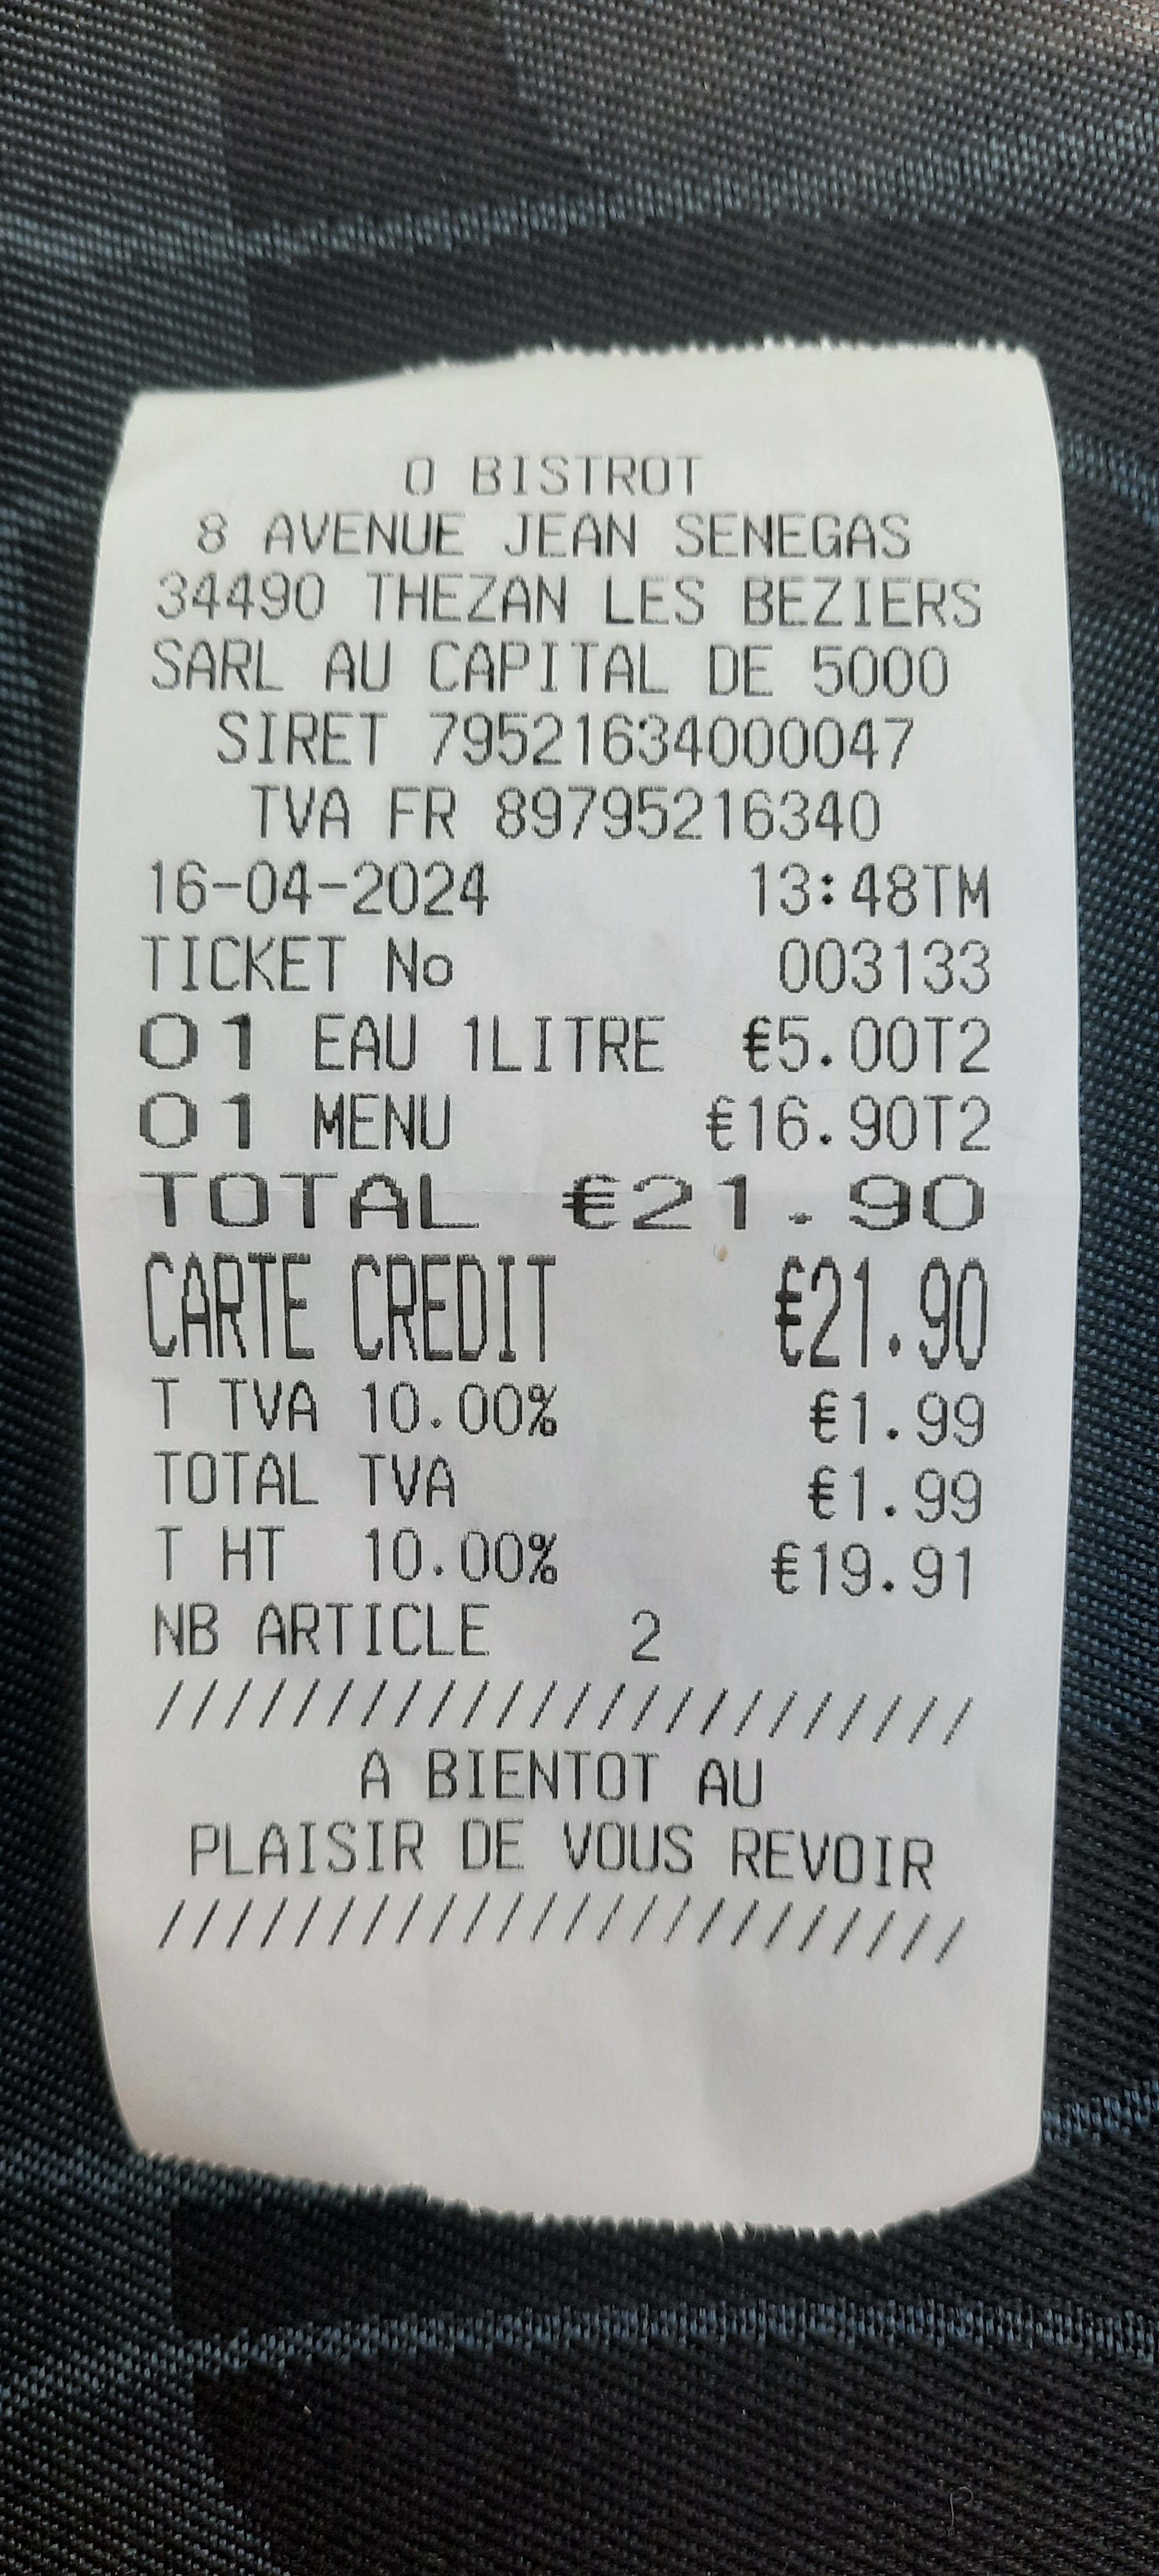 O BISTROT
8 AVENUE JEAN SENEGAS
34490 THEZAN LES BEZIERS
SARL AU CAPITAL DE 5000
SIRET 79521634000047
TVA FR 89795216340
16-04-2024 13:48TM
TICKET No 003133
01 EAU 1LITRE €5.00T2
01 MENU €16.90T2
TOTAL €21.90
CARTE CREDIT €21.90
T TVA 10.00% €1.99
TOTAL TVA €1.99
T HT 10.00% €19.91
NB ARTICLE 2
////////////////////////
A BIENTOT AU
PLAISIR DE VOUS REVOIR
////////////////////////